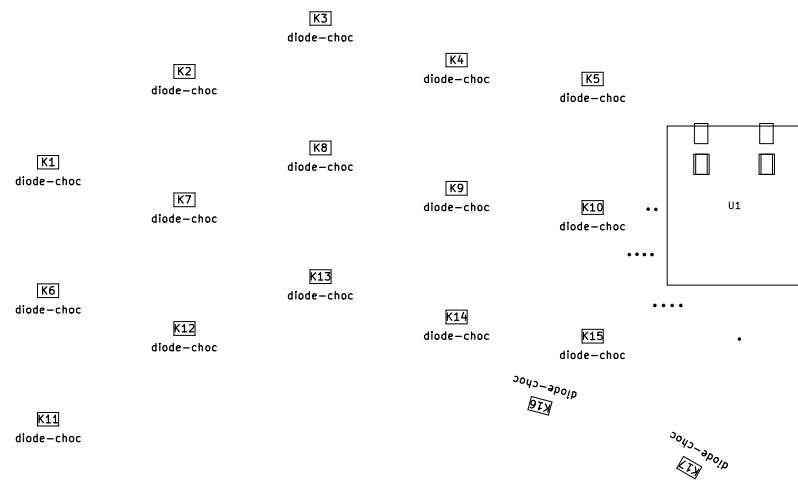 K3
diode-choc
K4
diode-choc
K2
diode-choc
K5
diode-choc
K8
diode-choc
K1
diode-choc
K9
diode-choc
K7
diode-choc
K10
diode-choc
U1
K13
diode-choc
K6
diode-choc
K14
diode-choc
K12
diode-choc
K15
diode-choc
diode-choc
K16
K11
diode-choc
diode-choc
K17